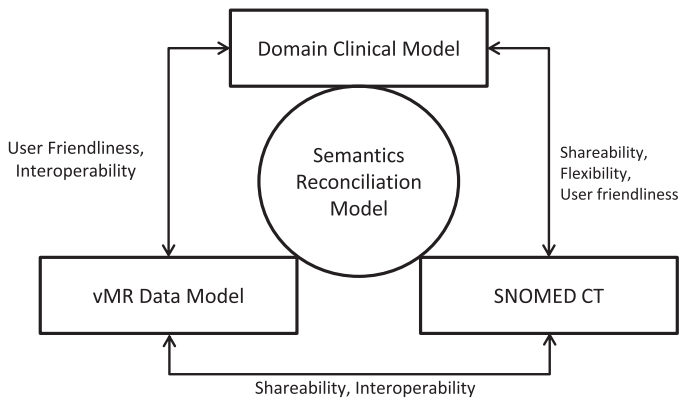 Domain Clinical Model
User Friendliness,
Interoperability
Semantics
Reconciliation
Model
Shareability,
Flexibility,
User friendliness
vMR Data Model
SNOMED CT
Shareability, Interoperability